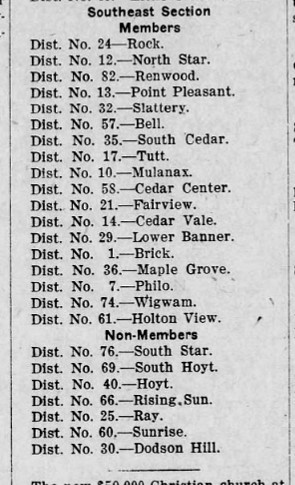 Southeast Section
Members
Dist. No. 24—Rock.
Dist. No. 12—North Star.
Dist. No. 82.—Renwood.
Dist. No. 13.—Point Pleasant.
Dist. No. 32.—Slattery.
Dist. No. 57.—Bell.
Dist. No. 35.—South Cedar.
Dist. No. 17.—Tutt.
Dist. No. 10.—Mulanax.
Dist. No. 58.—Cedar Center.
Dist. No. 21.—Fairview.
Dist. No. 14.—Cedar Vale.
Dist. No. 29.—Lower Banner.
Dist. No. 1.—Brick.
Dist. No. 36.—Maple Grove.
Dist. No. 7.—Philo.
Dist. No. 74.—Wigwam.
Dist. No. 61.—Holton View.
Non-Members
Dist. No. 76.—South Star.
Dist. No. 69.—South Hoyt.
Dist. No. 40.—Hoyt.
Dist. No. 66.—Rising Sun.
Dist. No. 25.—Ray.
Dist. No. 60.—Sunrise.
Dist. No. 30.—Dodson Hill.
The new $50,000 Christian church at